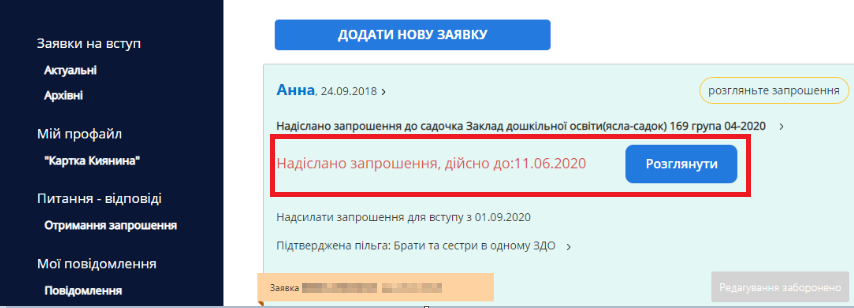 Заявки на вступ
Актуальні
Архівні
Мій профайл
"Картка Киянина"
Питання - відповіді
Отримання запрошення
Мої повідомлення
Повідомлення
ДОДАТИ НОВУ ЗАЯВКУ
Анна, 24.09.2018 ›
розгляньте запрошення
Надіслано запрошення до садочка Заклад дошкільної освіти(ясла-садок) 169 група 04-2020 ›
Надіслано запрошення, дійсно до:11.06.2020
Розглянути
Надсилати запрошення для вступу з 01.09.2020
Підтверджена пільга: Брати та сестри в одному ЗДО ›
Заявка
Редагування заборонено